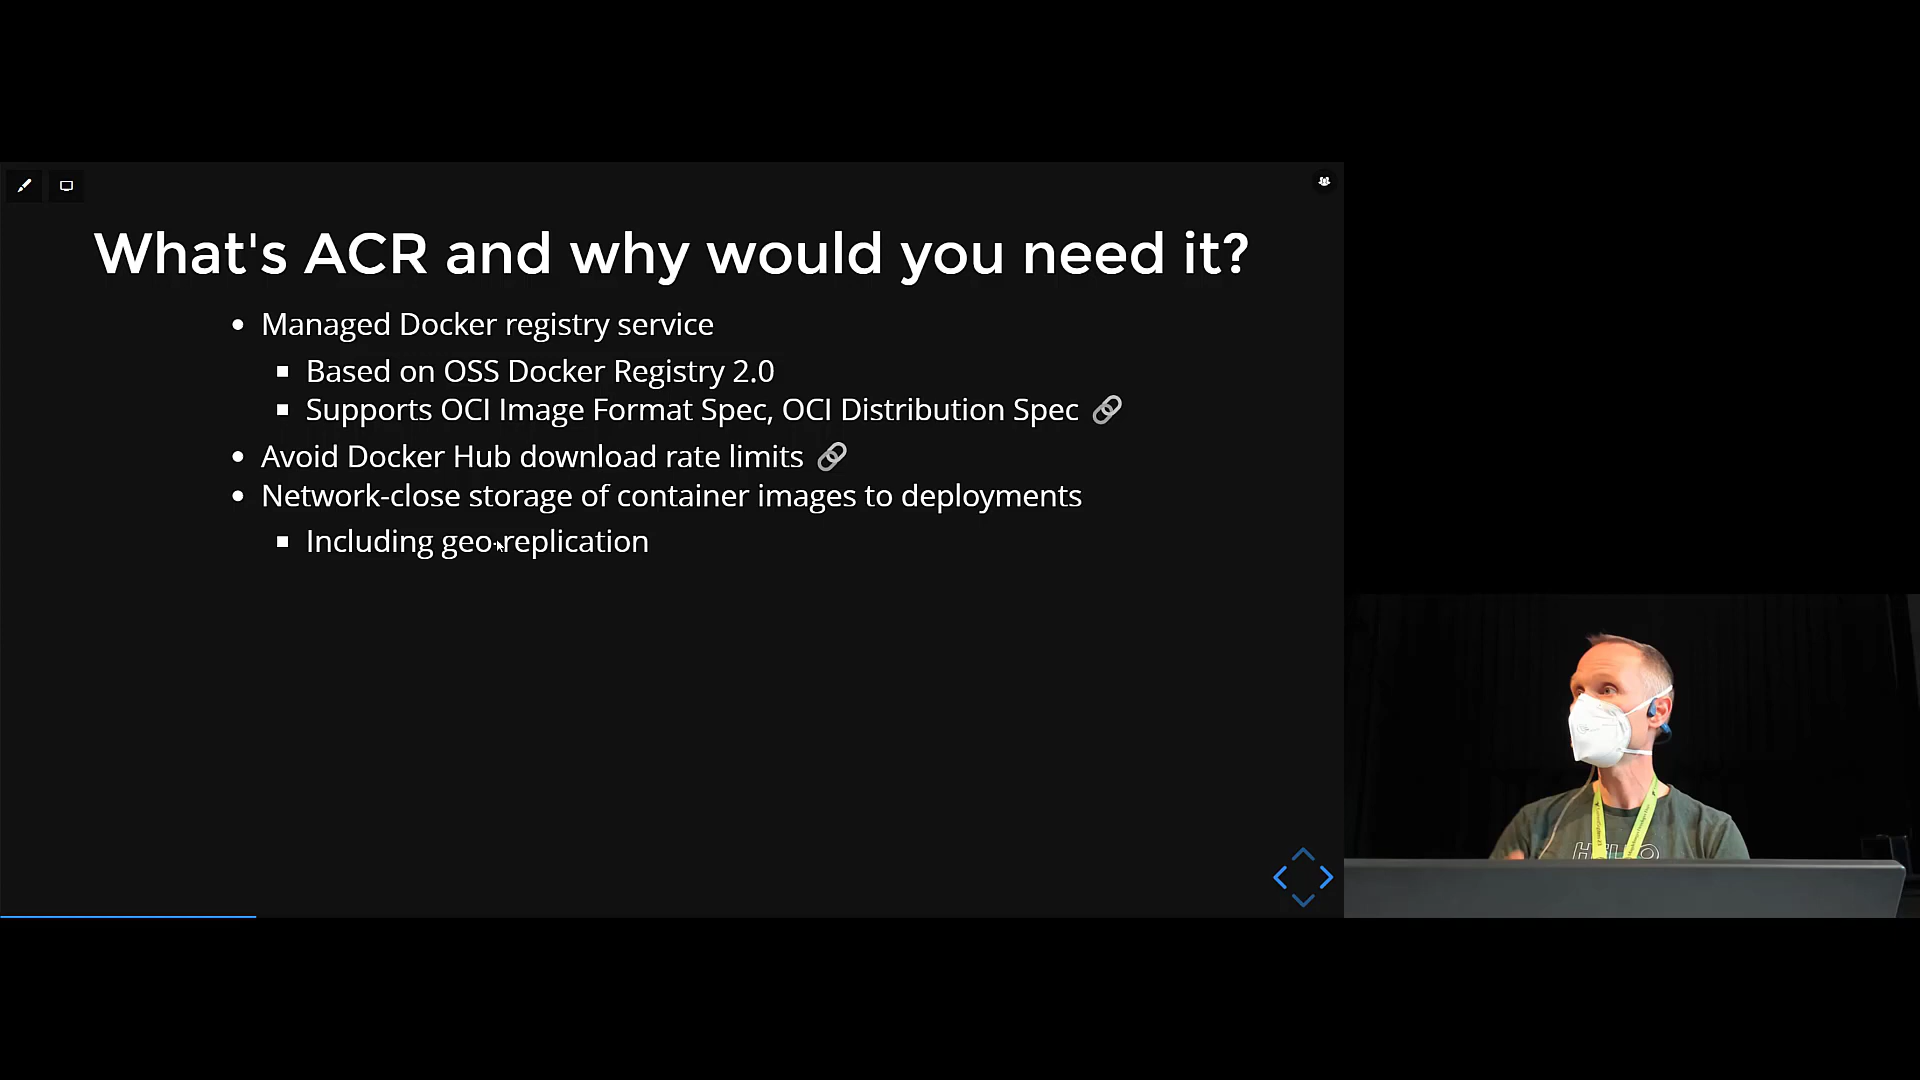 What's ACR and why would you need it?
Managed Docker registry service
Based on OSS Docker Registry 2.0
Supports OCI Image Format Spec, OCI Distribution Spec
Avoid Docker Hub download rate limits
Network-close storage of container images to deployments
Including geo-replication
HELLO